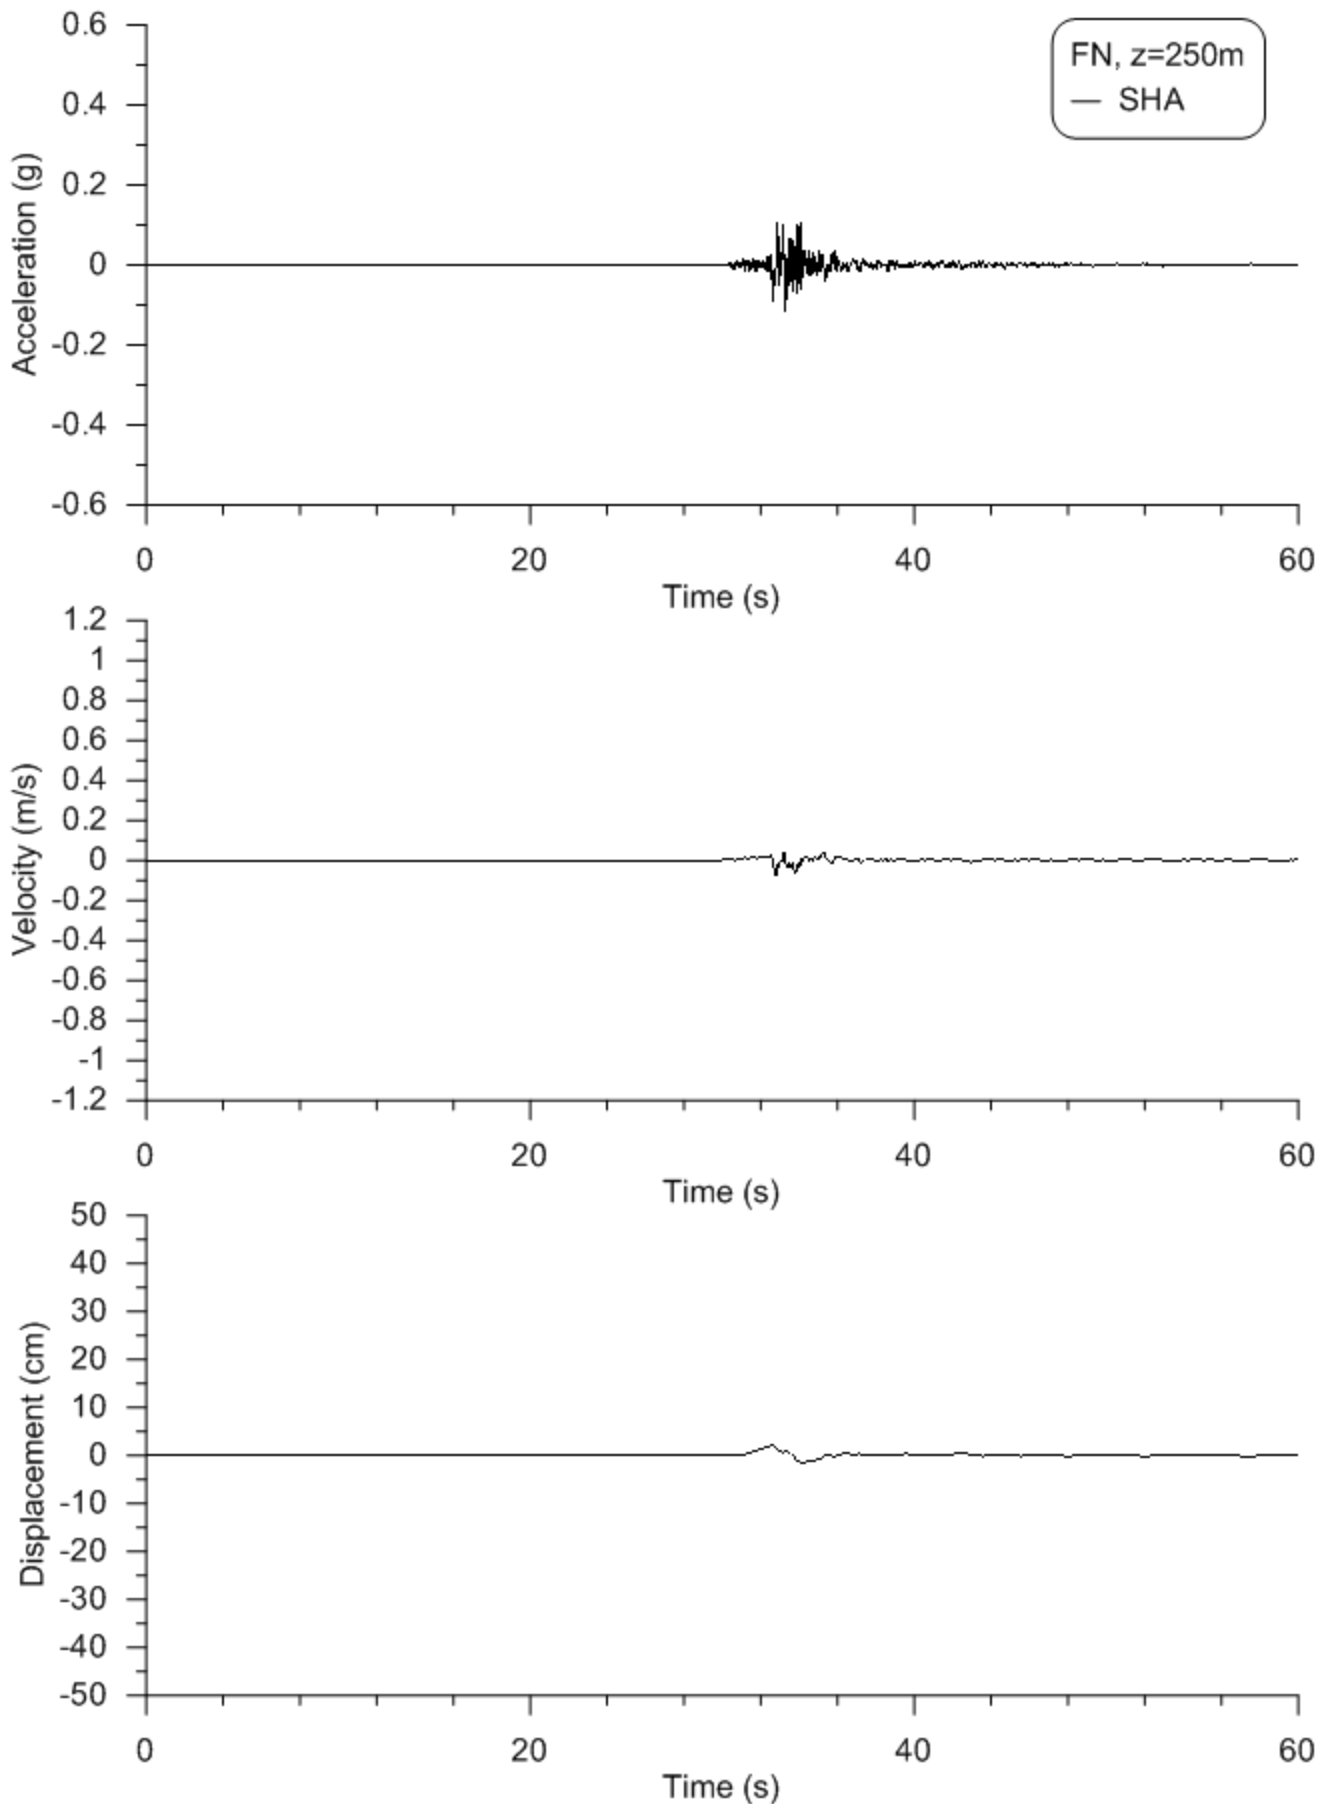 FN, z=250m
— SHA
Acceleration (g)
0.6
0.4
0.2
0
-0.2
-0.4
-0.6
0 20 40 60
Time (s)
Velocity (m/s)
1.2
1
0.8
0.6
0.4
0.2
0
-0.2
-0.4
-0.6
-0.8
-1
-1.2
0 20 40 60
Time (s)
Displacement (cm)
50
40
30
20
10
0
-10
-20
-30
-40
-50
0 20 40 60
Time (s)